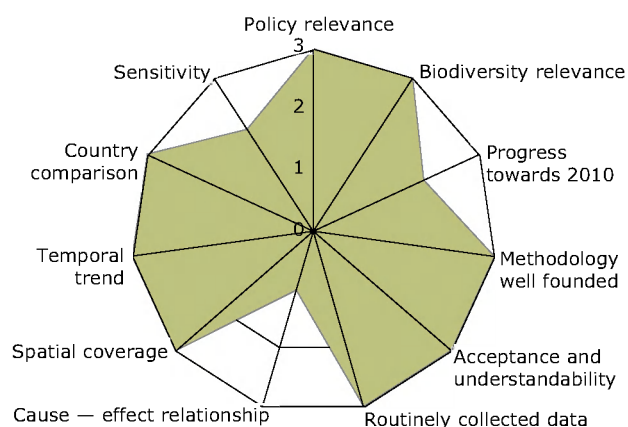 Policy relevance
3
Sensitivity
Biodiversity relevance
2
Country
comparison
Progress
towards 2010
1
0
Temporal
trend
Methodology
well founded
Spatial coverage
Acceptance and
understandability
Cause — effect relationship
Routinely collected data